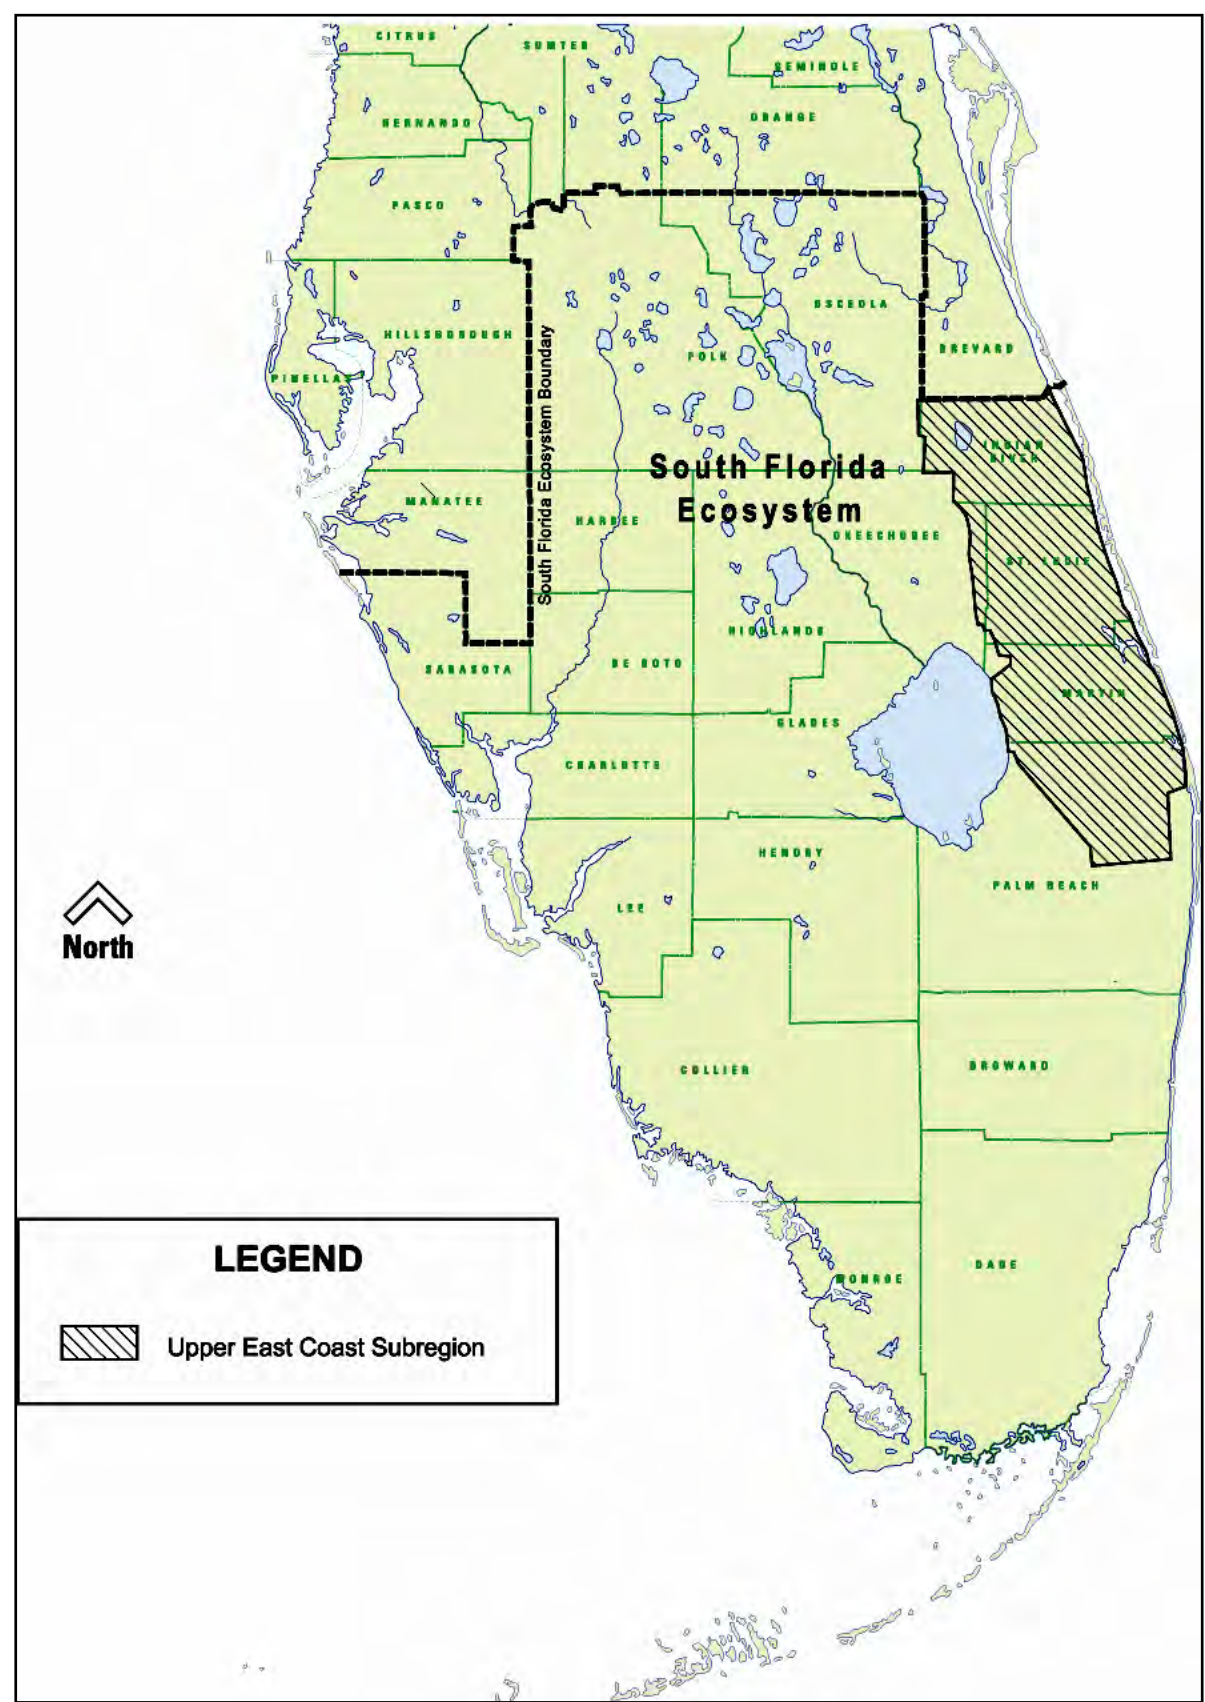 CITRUS
SUMTER
SEMINOLE
ORANGE
HERNANDO
PASCO
OSCEOLA
HILLSBOROUGH
BREVARD
POLK
PINELLAS
South Florida Ecosystem Boundary
INDIAN
RIVER
South Florida
Ecosystem
MANATEE
HARDEE
OKEECHOBEE
ST. LUCIE
HIGHLANDS
SARASOTA
DE SOTO
MARTIN
GLADES
CHARLOTTE
HENDRY
PALM BEACH
LEE
North
COLLIER
BROWARD
DADE
MONROE
LEGEND
Upper East Coast Subregion